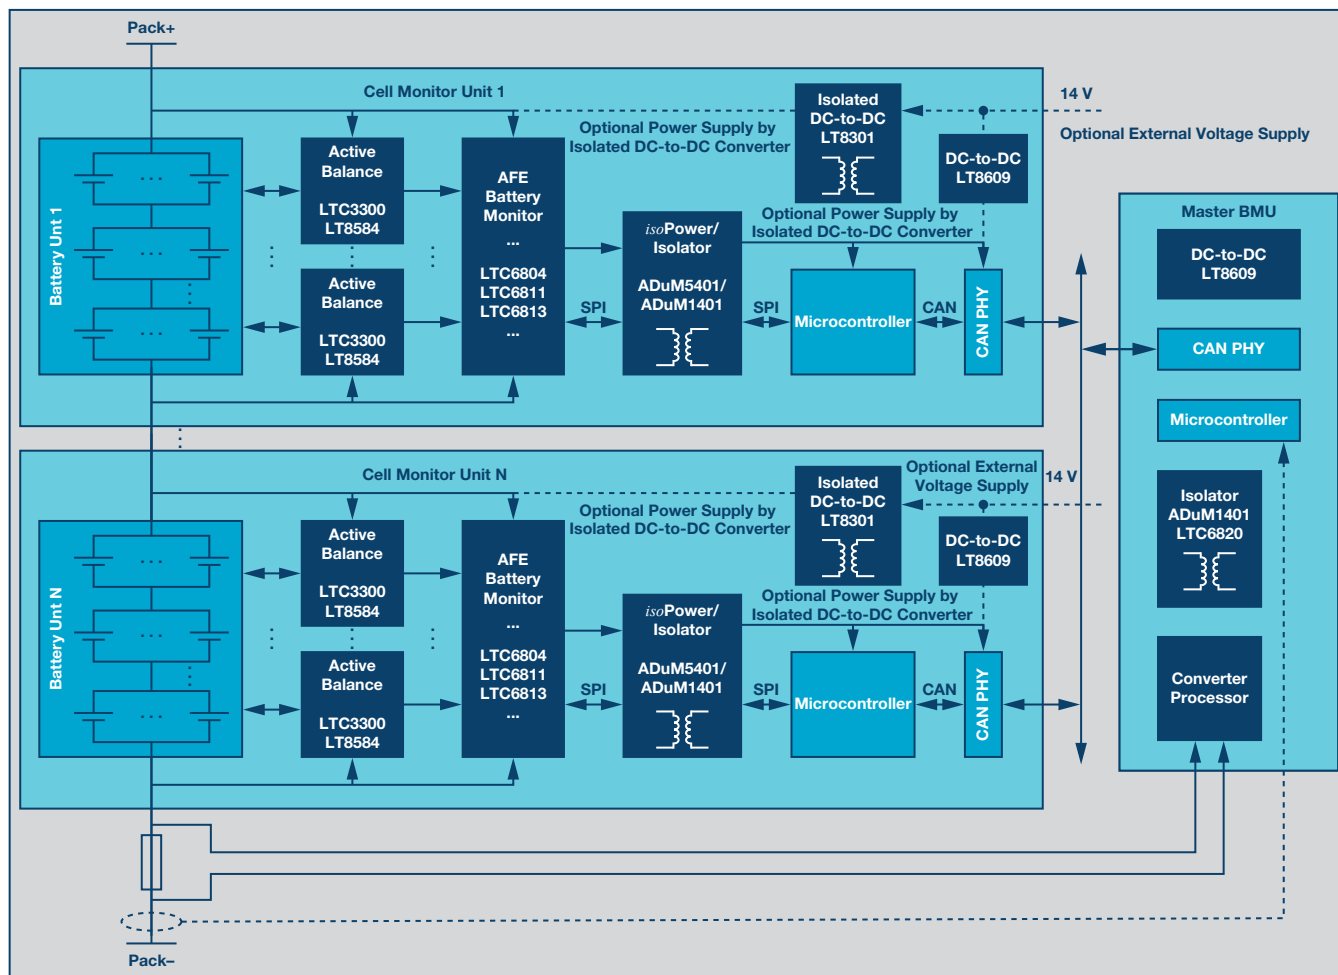 Pack+
Cell Monitor Unit 1
14 V
Optional External Voltage Supply
Optional Power Supply by
Isolated DC-to-DC Converter
Isolated
DC-to-DC
LT8301
DC-to-DC
LT8609
Battery Unt 1
...
...
...
Active
Balance
LTC3300
LT8584
Active
Balance
LTC3300
LT8584
AFE
Battery
Monitor
...
LTC6804
LTC6811
LTC6813
...
SPI
isoPower/
Isolator
ADuM5401/
ADuM1401
Optional Power Supply by
Isolated DC-to-DC Converter
SPI
Microcontroller
CAN
CAN PHY
Master BMU
DC-to-DC
LT8609
CAN PHY
Microcontroller
Isolator
ADuM1401
LTC6820
Converter
Processor
Cell Monitor Unit N
Optional External
Voltage Supply
14 V
Optional Power Supply by
Isolated DC-to-DC Converter
Isolated
DC-to-DC
LT8301
DC-to-DC
LT8609
Battery Unt N
...
...
...
Active
Balance
LTC3300
LT8584
Active
Balance
LTC3300
LT8584
AFE
Battery
Monitor
...
LTC6804
LTC6811
LTC6813
...
SPI
isoPower/
Isolator
ADuM5401/
ADuM1401
Optional Power Supply by
Isolated DC-to-DC Converter
SPI
Microcontroller
CAN
CAN PHY
Pack–